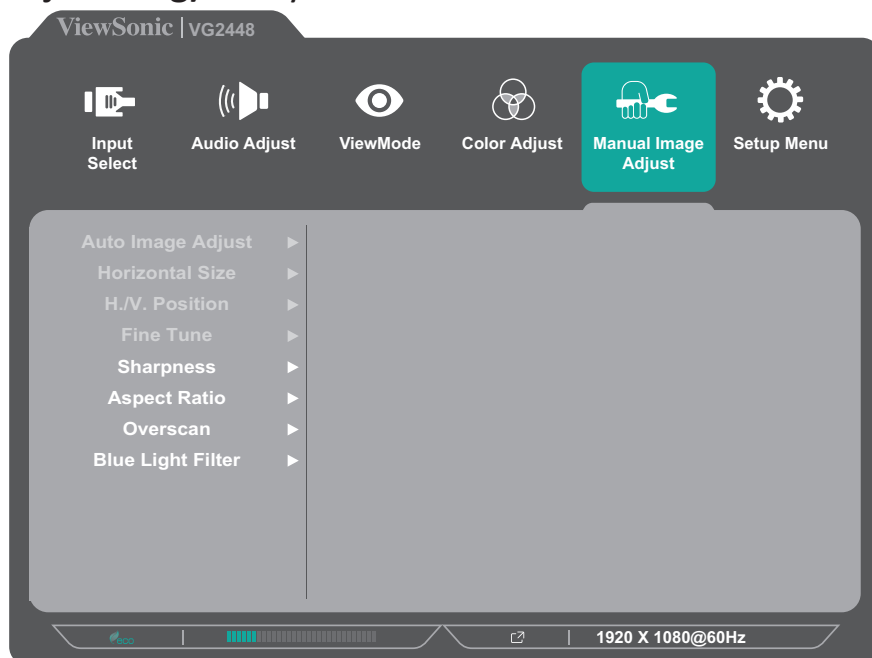 ViewSonic | VG2448
Input Select
Audio Adjust
ViewMode
Color Adjust
Manual Image Adjust
Setup Menu
Auto Image Adjust
Horizontal Size
H./V. Position
Fine Tune
Sharpness
Aspect Ratio
Overscan
Blue Light Filter
eco
1920 X 1080@60Hz